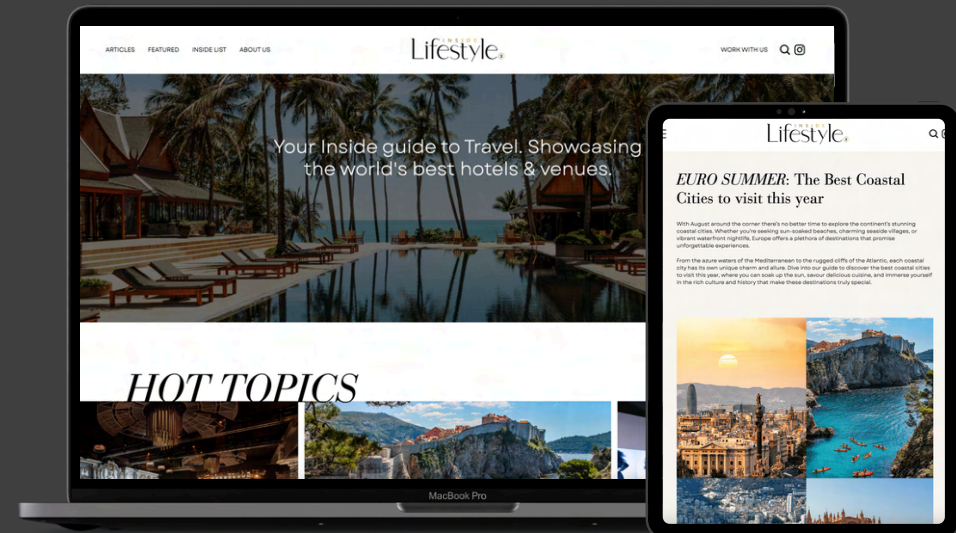 ARTICLES FEATURED INSIDE LIST ABOUT US
INSIDE
Lifestyle.
WORK WITH US
Your Inside guide to Travel. Showcasing
the world's best hotels & venues.
HOT TOPICS
MacBook Pro
INSIDE
Lifestyle.
EURO SUMMER: The Best Coastal
Cities to visit this year
With August around the corner there's no better time to explore the continent's stunning
coastal cities. Whether you're seeking sun-soaked beaches, charming seaside villages, or
vibrant waterfront nightlife, Europe offers a plethora of destinations that promise
unforgettable experiences.
From the azure waters of the Mediterranean to the rugged cliffs of the Atlantic, each coastal
city has its own unique charm and allure. Dive into our guide to discover the best coastal cities
to visit this year, where you can soak up the sun, savour delicious cuisine, and immerse yourself
in the rich culture and history that make these destinations truly special.